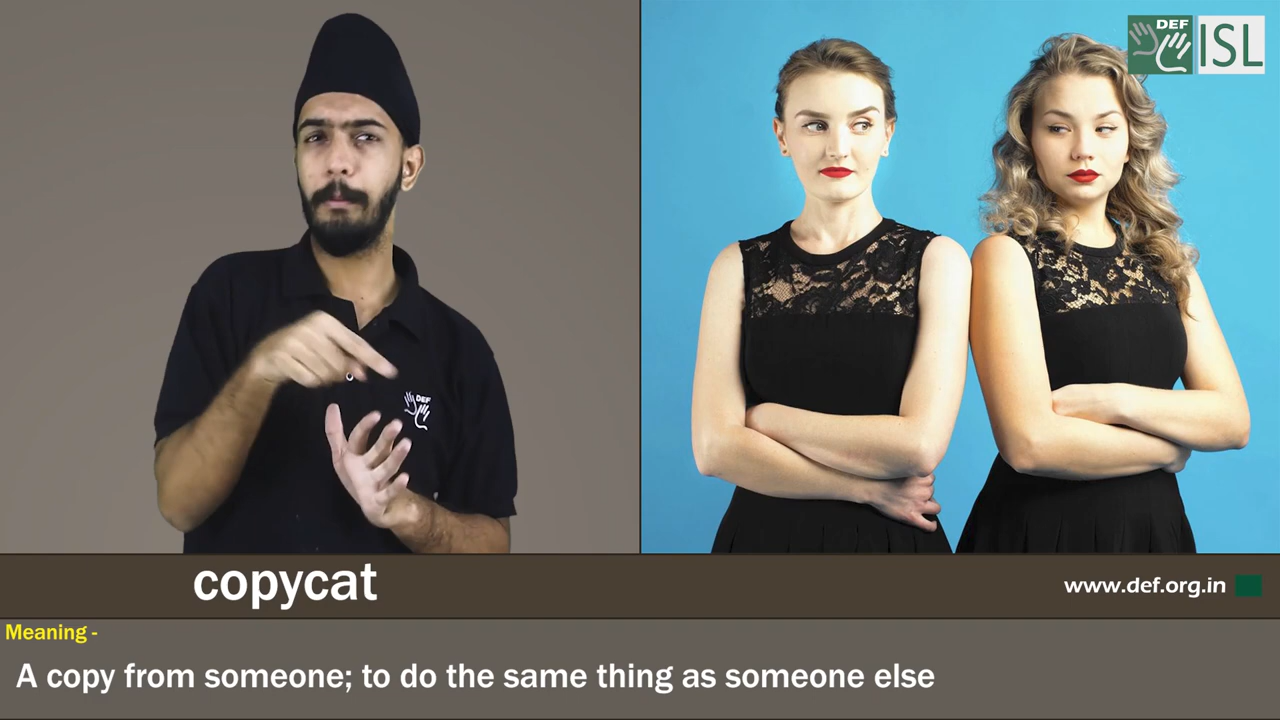 DEF
ISL
DEF
copycat
www.def.org.in
Meaning -
A copy from someone; to do the same thing as someone else